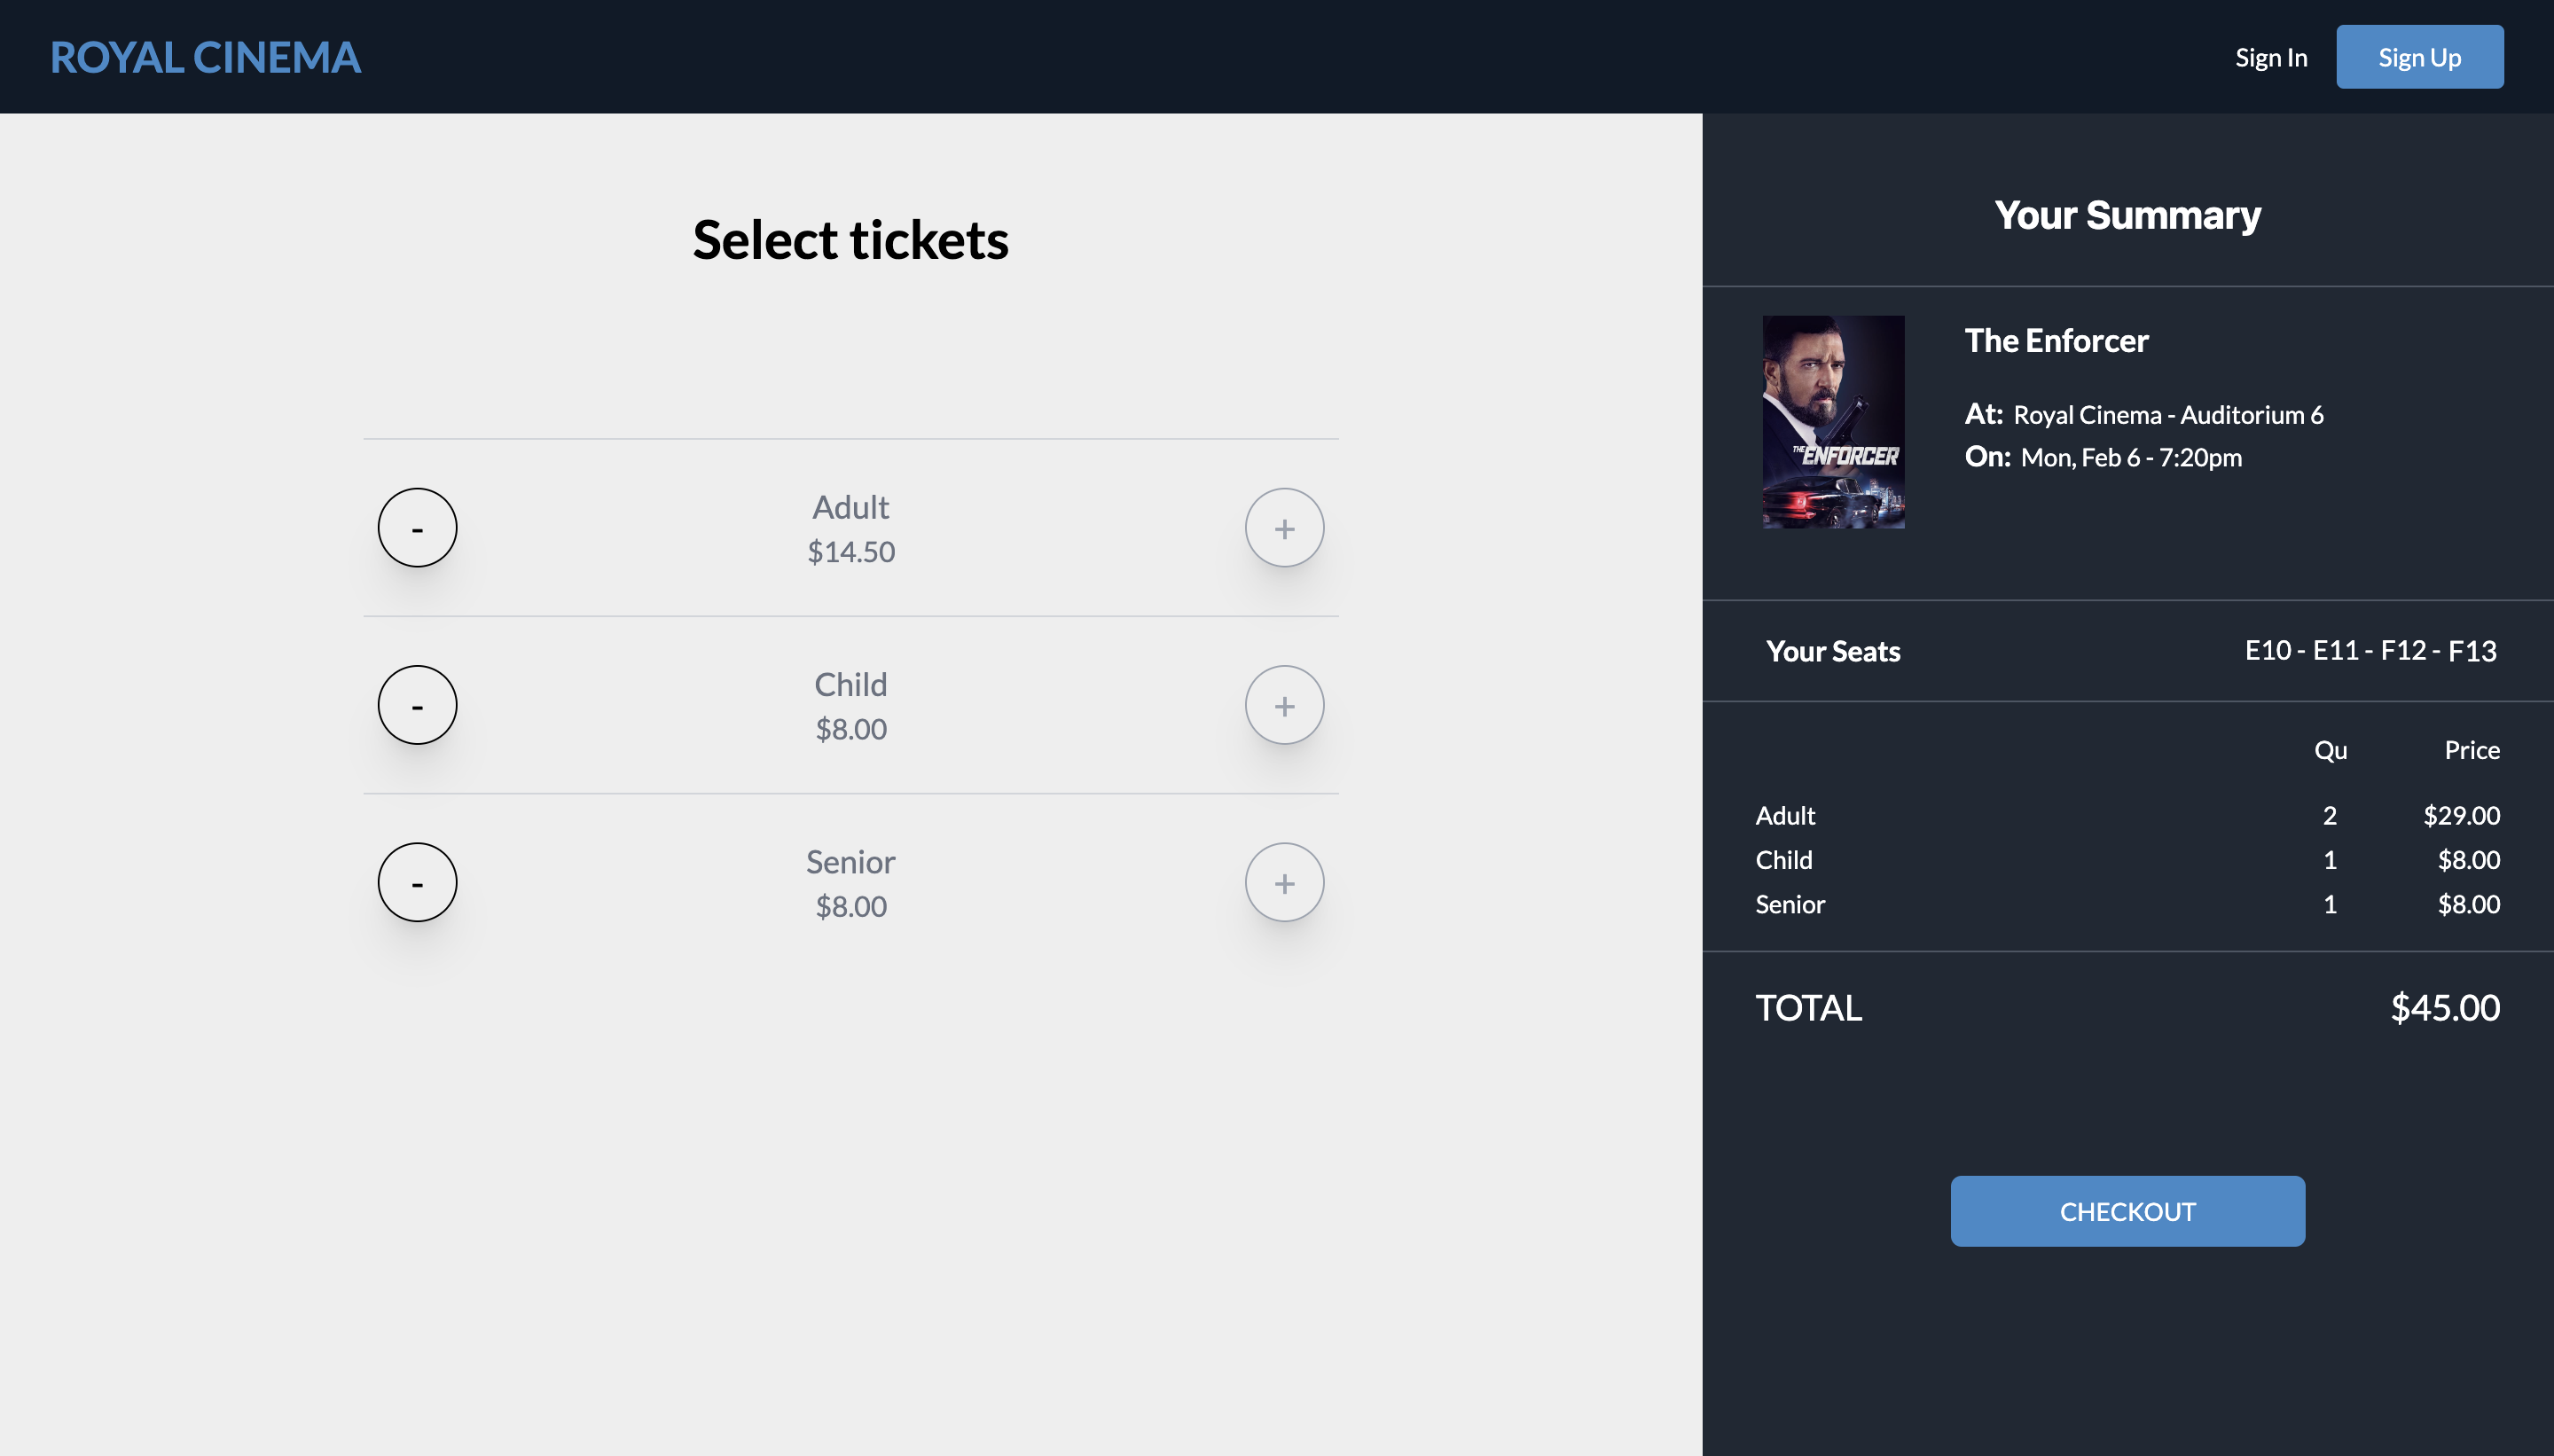 ROYAL CINEMA
Sign In
Sign Up
Select tickets
-
Adult
$14.50
+
-
Child
$8.00
+
-
Senior
$8.00
+
Your Summary
THE ENFORCER
The Enforcer
At: Royal Cinema - Auditorium 6
On: Mon, Feb 6 - 7:20pm
Your Seats E10 - E11 - F12 - F13
Qu Price
Adult 2 $29.00
Child 1 $8.00
Senior 1 $8.00
TOTAL $45.00
CHECKOUT